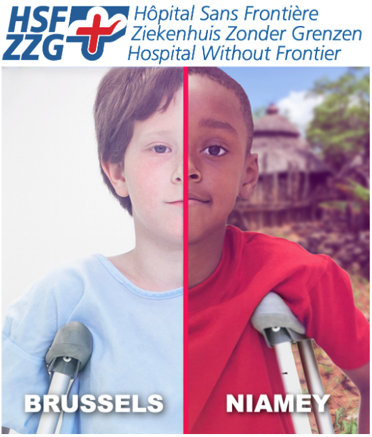 HSF
ZZG
Hôpital Sans Frontière
Ziekenhuis Zonder Grenzen
Hospital Without Frontier
BRUSSELS
NIAMEY